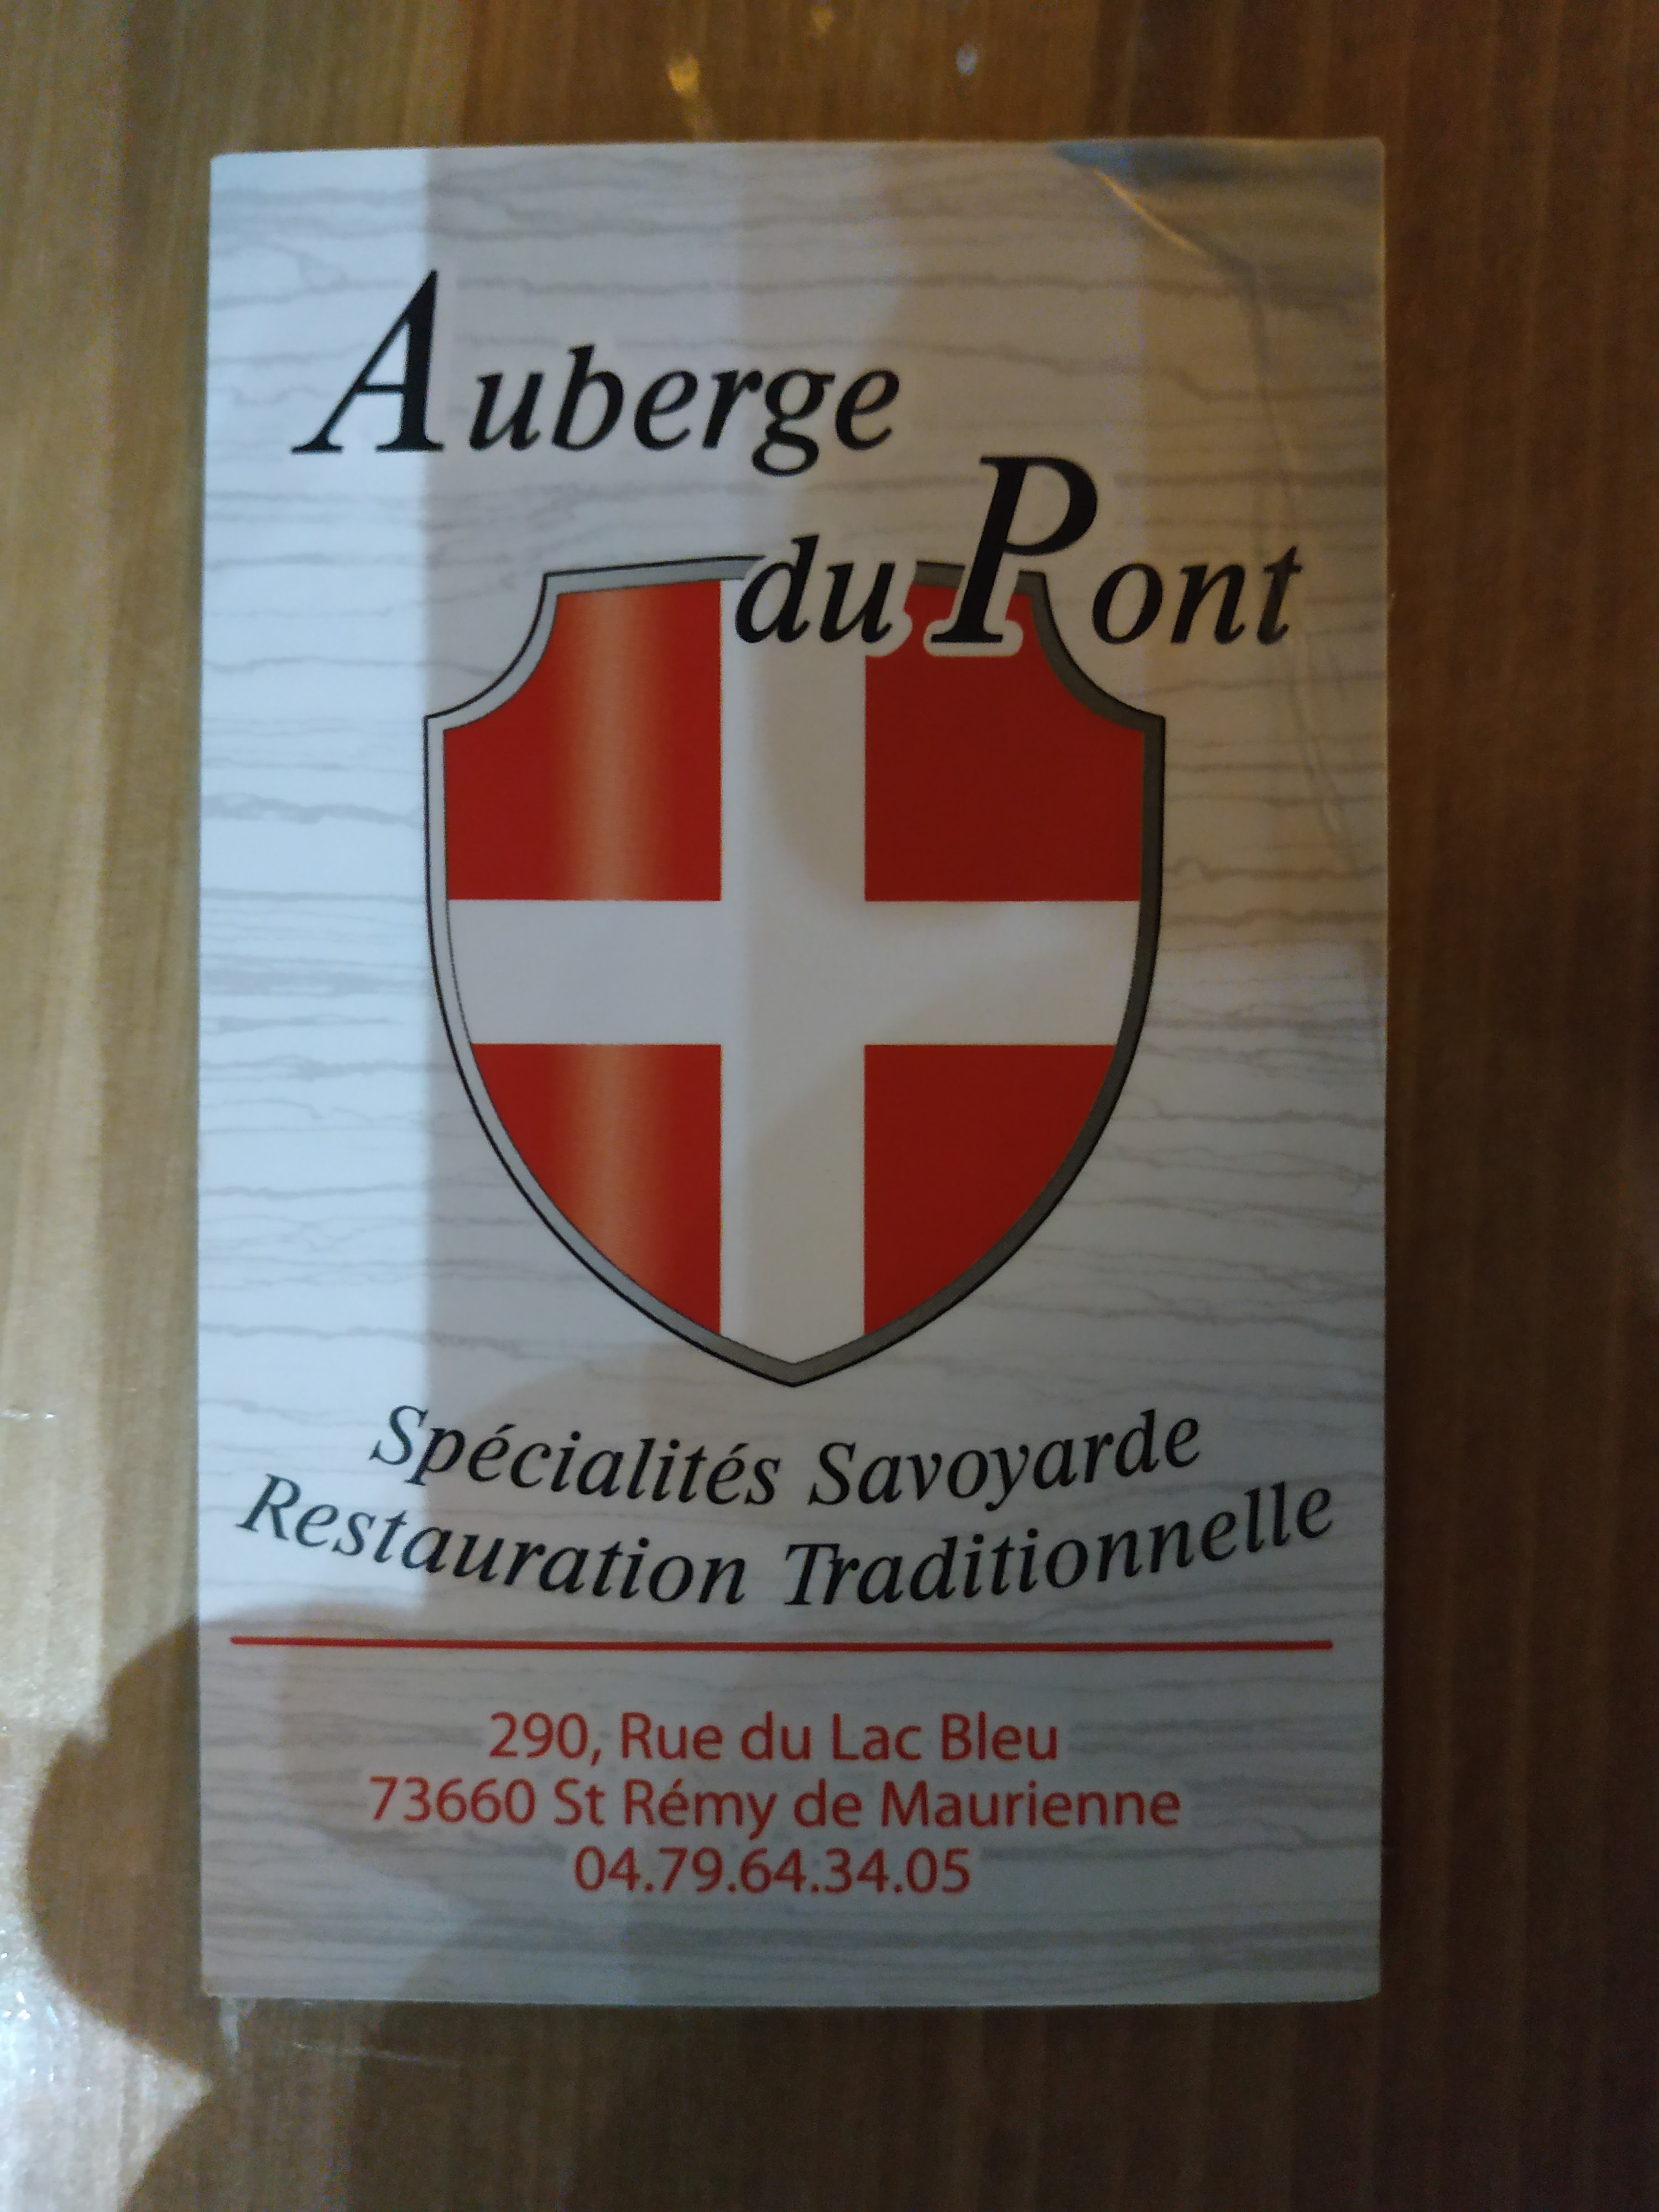 Auberge
du Pont
Spécialités Savoyarde
Restauration Traditionnelle
290, Rue du Lac Bleu
73660 St Rémy de Maurienne
04.79.64.34.05